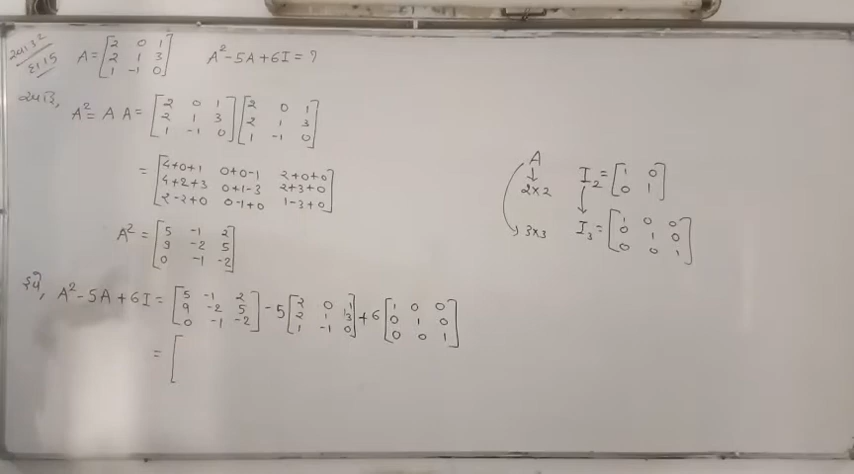 2/11 32
E115
A = [2 0 1; 2 1 3; 1 -1 0] A² - 5A + 6I = ?
A² = A A = [2 0 1; 2 1 3; 1 -1 0] [2 0 1; 2 1 3; 1 -1 0]
= [4+0+1 0+0-1 2+0+0; 4+2+3 0+1-3 2+3+0; 2-2+0 0-1+0 1-3+0]
A² = [5 -1 2; 9 -2 5; 0 -1 -2]
A² - 5A + 6I = [5 -1 2; 9 -2 5; 0 -1 -2] - 5 [2 0 1; 2 1 3; 1 -1 0] + 6 [1 0 0; 0 1 0; 0 0 1]
= [
A
↓
2×2 I₂ = [1 0; 0 1]
↓
3×3 I₃ = [1 0 0; 0 1 0; 0 0 1]